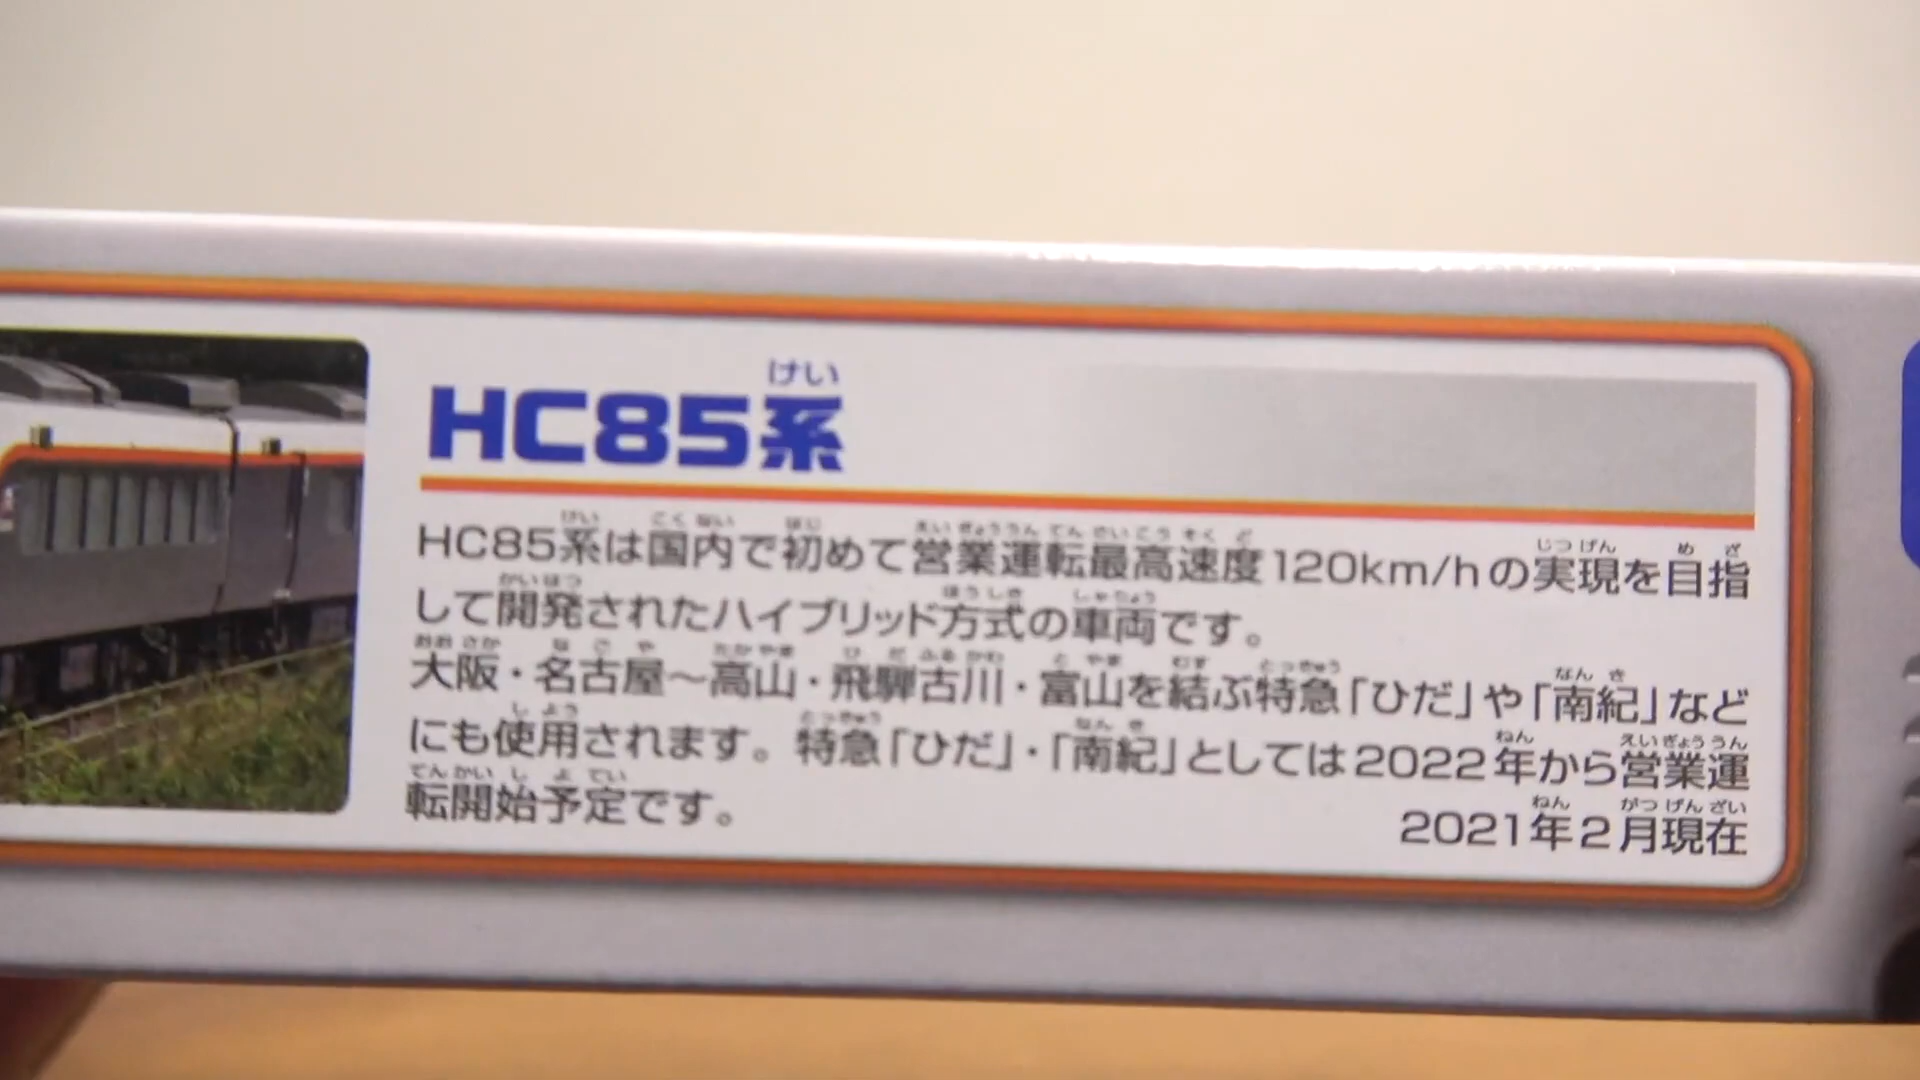 HC85系
HC85系は国内で初めて営業運転最高速度120km/hの実現を目指
して開発されたハイブリッド方式の車両です。
大阪・名古屋〜高山・飛騨古川・富山を結ぶ特急「ひだ」や「南紀」など
にも使用されます。特急「ひだ」・「南紀」としては2022年から営業運
転開始予定です。
2021年2月現在